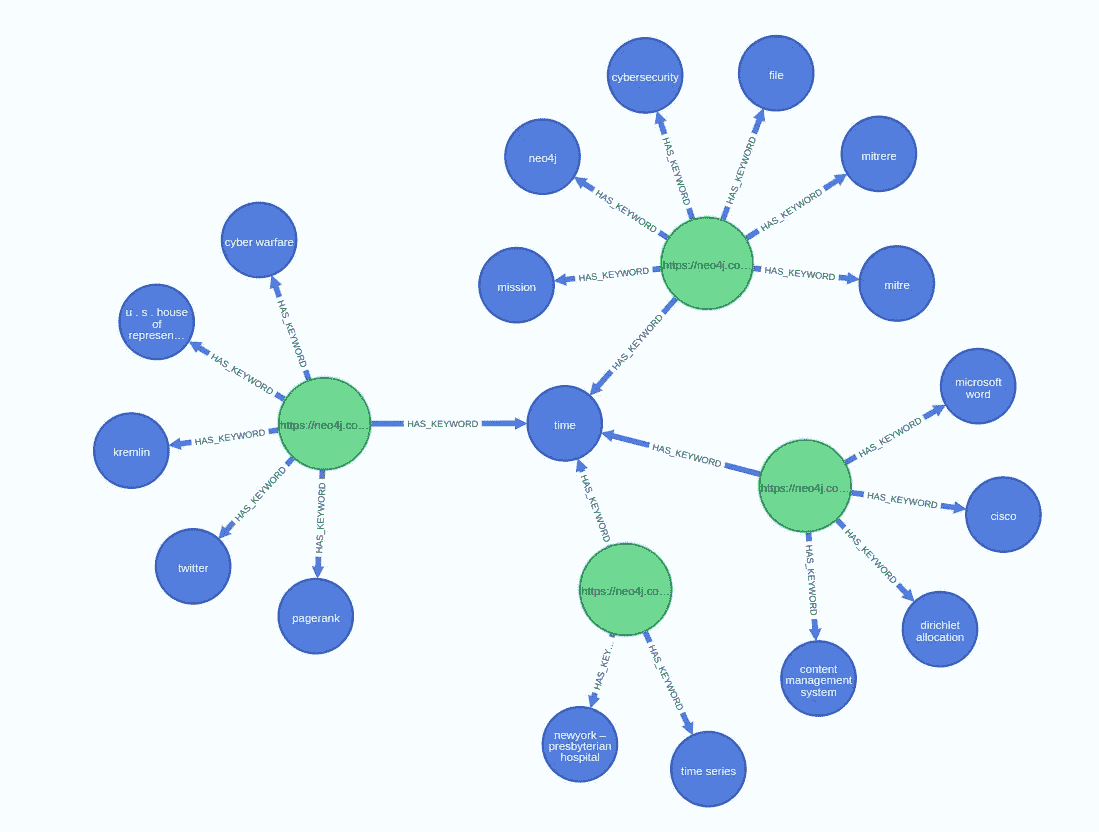 cybersecurity
file
neo4j
mitrere
HAS_KEYWORD
HAS_KEYWORD
HAS_KEYWORD
HAS_KEYWORD
cyber warfare
https://neo4j.co...
mission
HAS_KEYWORD
HAS_KEYWORD
mitre
u . s . house
of
represen...
HAS_KEYWORD
HAS_KEYWORD
HAS_KEYWORD
microsoft
word
https://neo4j.co...
HAS_KEYWORD
time
HAS_KEYWORD
kremlin
HAS_KEYWORD
HAS_KEYWORD
https://neo4j.co...
HAS_KEYWORD
cisco
HAS_KEYWORD
HAS_KEYWORD
HAS_KEYWORD
HAS_KEYWORD
HAS_KEYWORD
twitter
https://neo4j.co...
pagerank
dirichlet
allocation
HAS_KEY...
HAS_KEYWORD
content
management
system
newyork –
presbyterian
hospital
time series